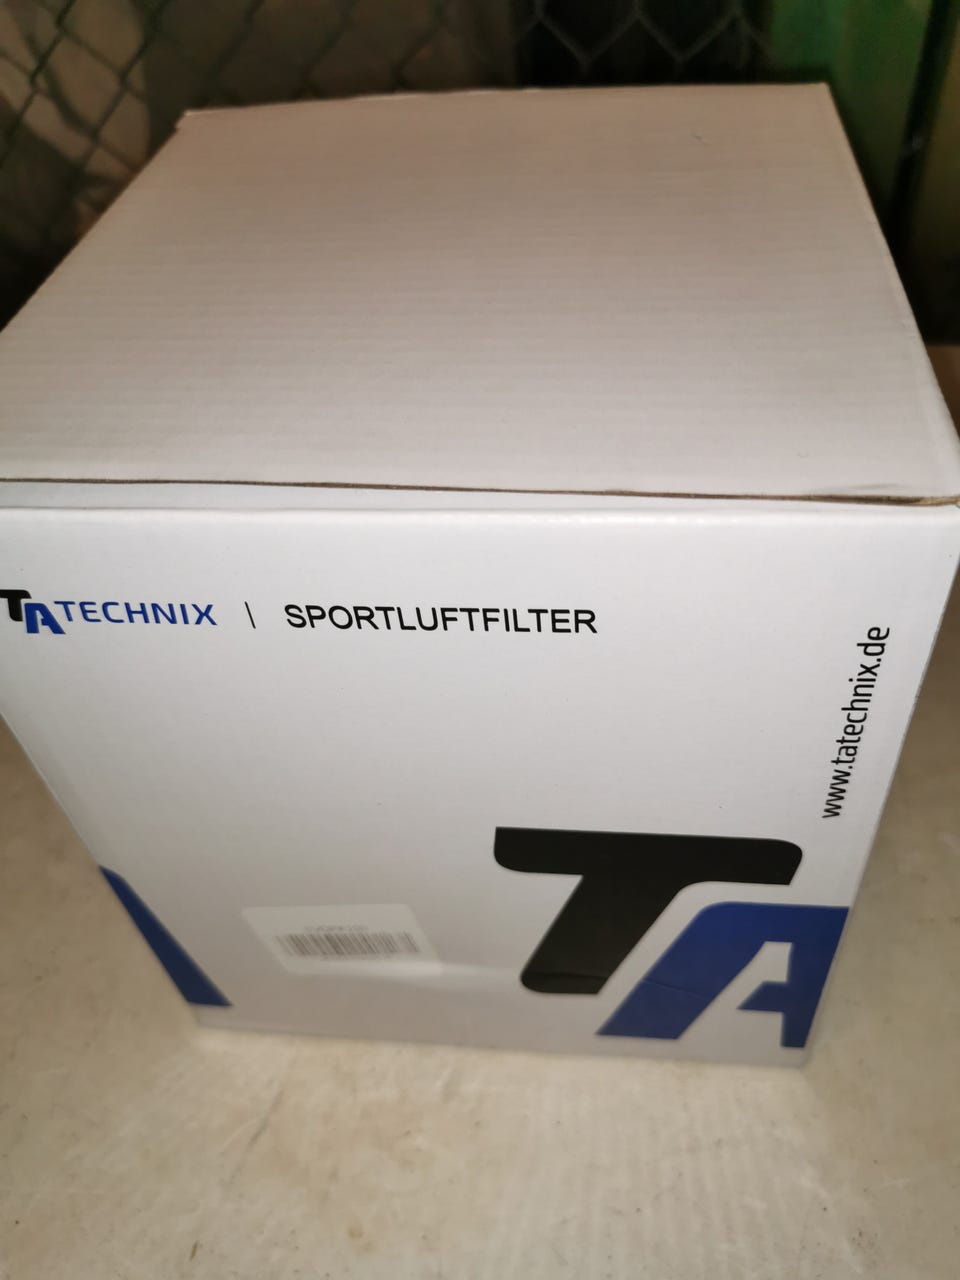 TA TECHNIX | SPORTLUFTFILTER
www.tatechnix.de
TA